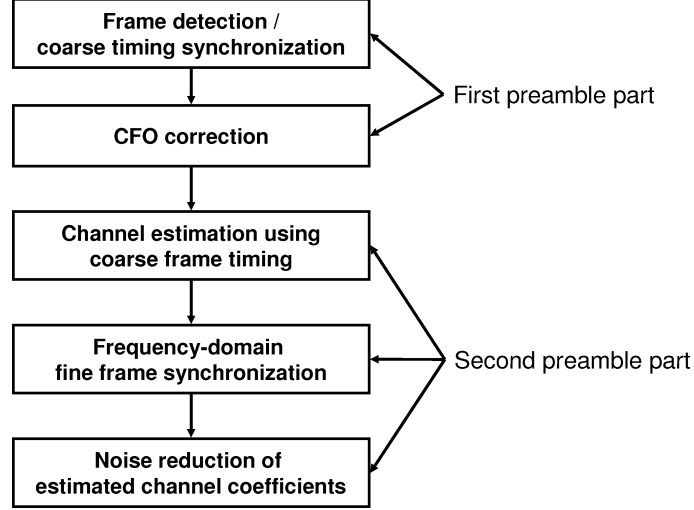 Frame detection /
coarse timing synchronization
First preamble part
CFO correction
Channel estimation using
coarse frame timing
Frequency-domain
fine frame synchronization
Second preamble part
Noise reduction of
estimated channel coefficients